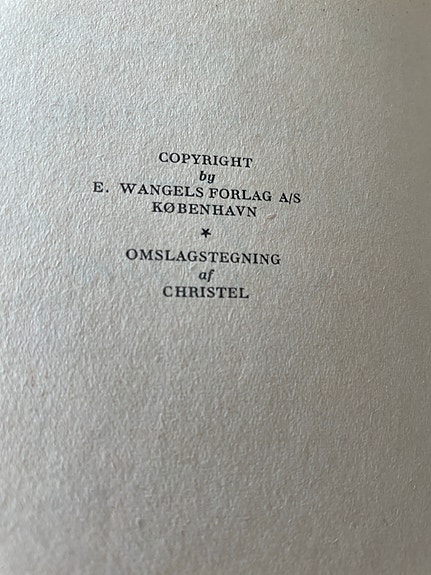 COPYRIGHT
by
E. WANGELS FORLAG A/S
KØBENHAVN
★
OMSLAGSTEGNING
af
CHRISTEL